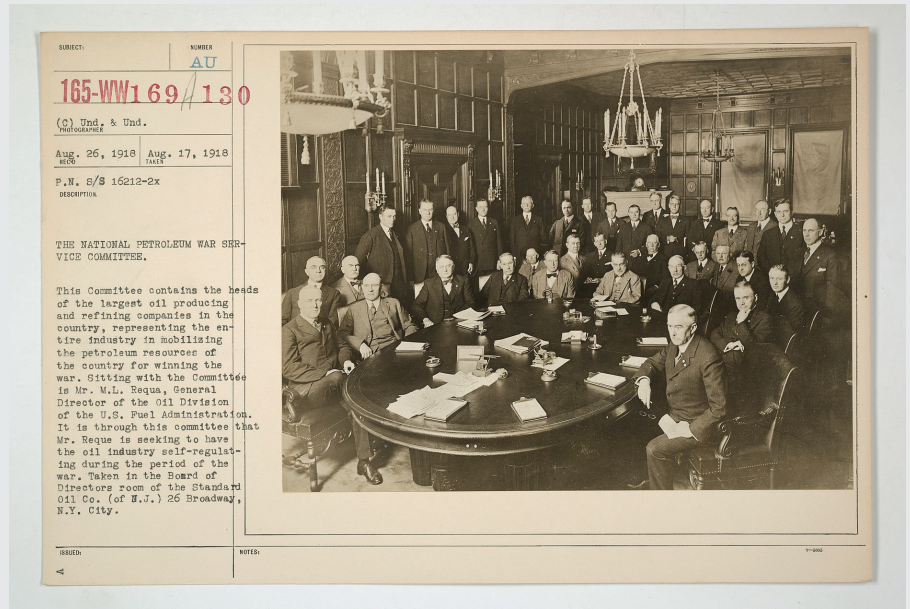 SUBJECT:
NUMBER
AU
165-WW169A130
(C) Und. & Und.
PHOTOGRAPHER
Aug. 26, 1918
Aug. 17, 1918
REC'D
TAKEN
P.N. S/S 16212-2x
DESCRIPTION
THE NATIONAL PETROLEUM WAR SER-
VICE COMMITTEE.
This Committee contains the heads
of the largest oil producing
and refining companies in the
country, representing the en-
tire industry in mobilizing
the petroleum resources of
the country for winning the
war. Sitting with the Committee
is Mr. M.L. Requa, General
Director of the Oil Division
of the U.S. Fuel Administration.
It is through this committee that
Mr. Reque is seeking to have
the oil industry self-regulat-
ing during the period of the
war. Taken in the Board of
Directors room of the Standard
Oil Co. (of N.J.) 26 Broadway,
N.Y. City.
ISSUED:
NOTES:
A